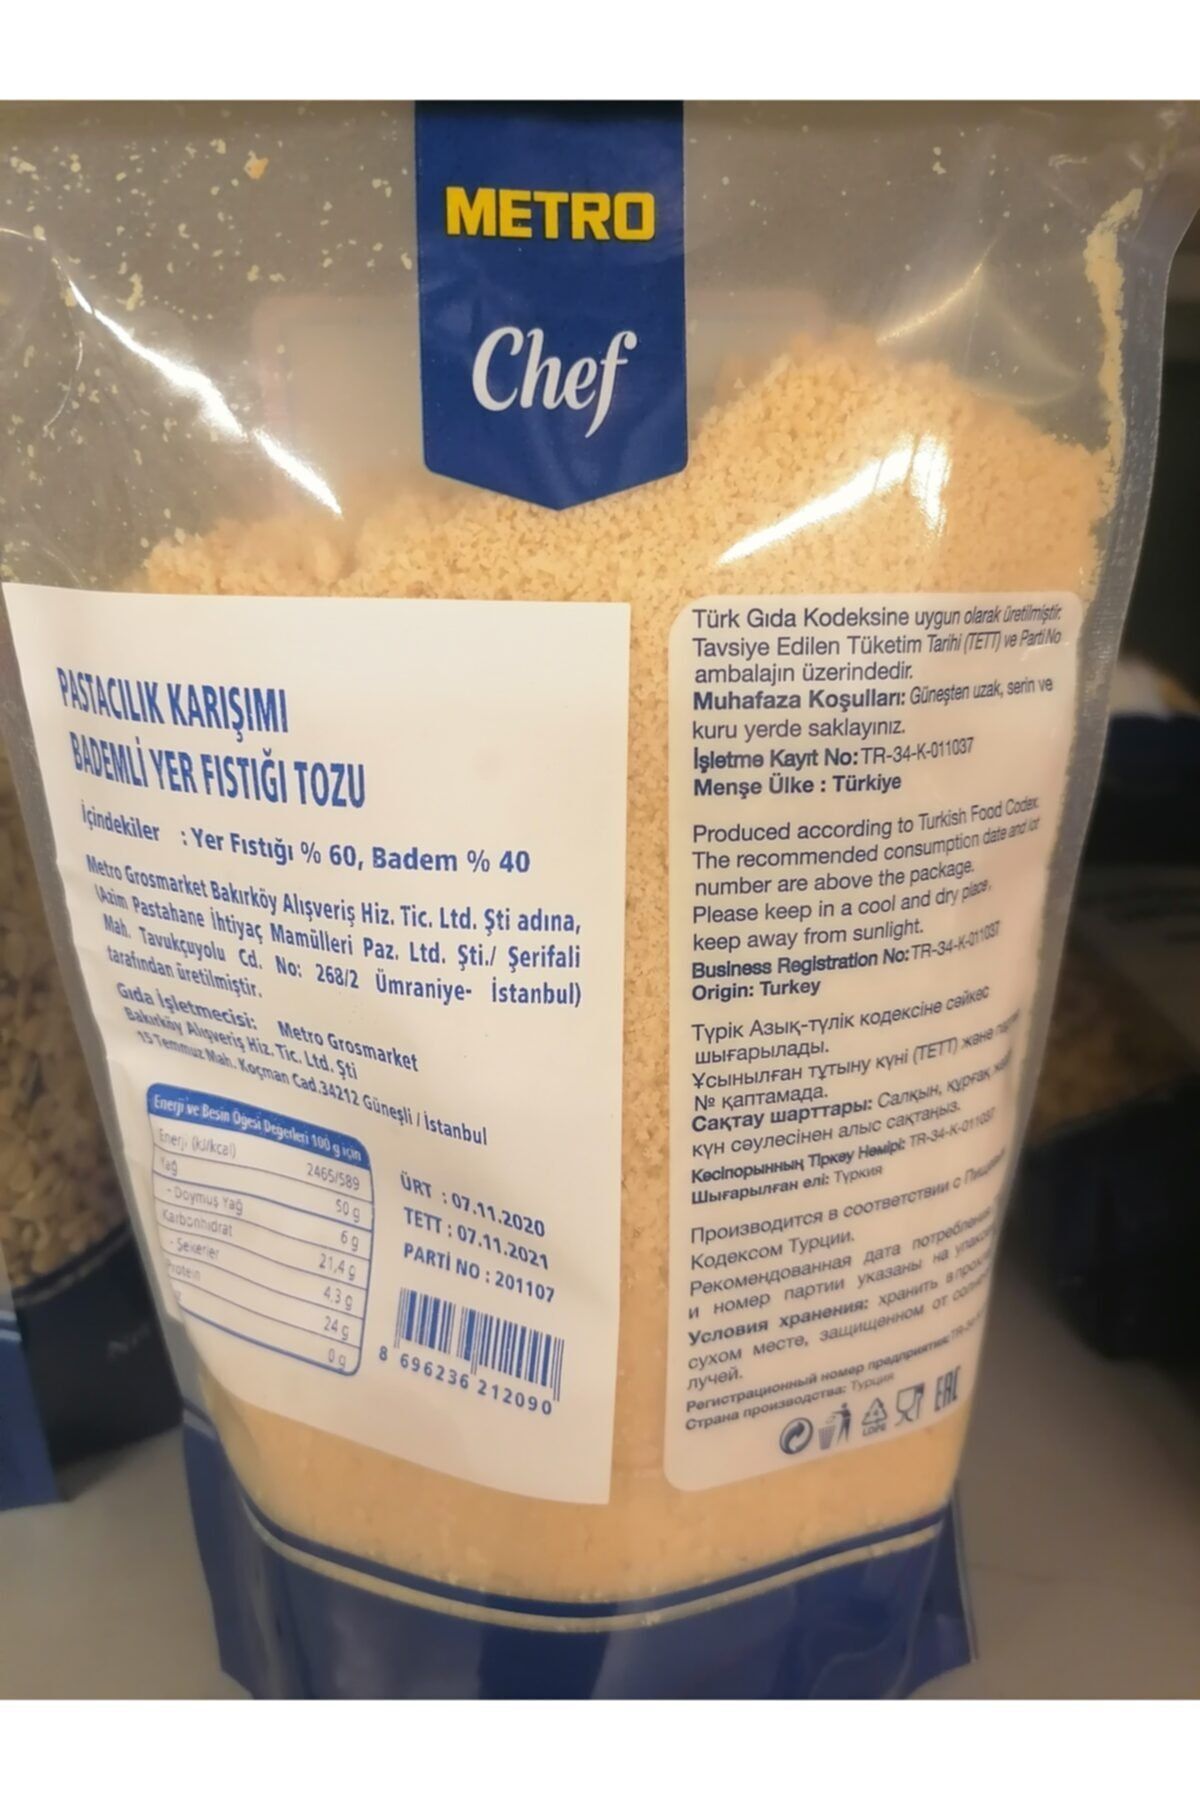 METRO
Chef
PASTACILIK KARIŞIMI
BADEMLİ YER FISTIĞI TOZU
İçindekiler : Yer Fıstığı % 60, Badem % 40
Metro Grosmarket Bakırköy Alışveriş Hiz. Tic. Ltd. Şti adına,
(Azim Pastahane İhtiyaç Mamülleri Paz. Ltd. Şti./ Şerifali
Mah. Tavukçuyolu Cd. No: 268/2 Ümraniye- İstanbul)
tarafından üretilmiştir.
Gıda İşletmecisi: Metro Grosmarket
Bakırköy Alışveriş Hiz. Tic. Ltd. Şti
15 Temmuz Mah. Koçman Cad.34212 Güneşli / İstanbul
Enerji ve Besin Öğesi Değerleri 100 g için
Enerji (kJ/kcal) 2465/589
Yağ 50 g
- Doymuş Yağ 6 g
Karbonhidrat 21,4 g
- Şekerler 4,3 g
Protein 24 g
0 g
ÜRT : 07.11.2020
TETT : 07.11.2021
PARTİ NO : 201107
8 696236 212090
Türk Gıda Kodeksine uygun olarak üretilmiştir.
Tavsiye Edilen Tüketim Tarihi (TETT) ve Parti No
ambalajın üzerindedir.
Muhafaza Koşulları: Güneşten uzak, serin ve
kuru yerde saklayınız.
İşletme Kayıt No: TR-34-K-011037
Menşe Ülke : Türkiye
Produced according to Turkish Food Codex.
The recommended consumption date and lot
number are above the package.
Please keep in a cool and dry place,
keep away from sunlight.
Business Registration No: TR-34-K-011037
Origin: Turkey
Түрік Азық-түлік кодексіне сәйкес
шығарылады.
Ұсынылған тұтыну күні (TETT) және
№ қаптамада.
Сақтау шарттары: Салқын, құрғақ
күн сәулесінен алыс сақтаңыз.
Кәсіпорынның Тіркеу Нөмірі: TR-34-K-011037
Шығарылған елі: Түркия
Производится в соответствии с
Кодексом Турции.
Рекомендованная дата потребления
и номер партии указаны на
Условия хранения: хранить в
сухом месте, защищенном от
лучей.
Регистрационный номер предприятия:
Страна производства: Турция
4
LDPE
EAC